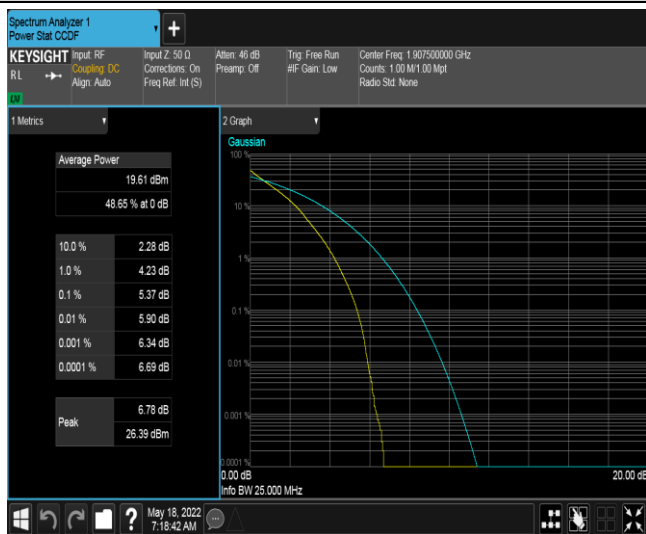 Spectrum Analyzer 1
Power Stat CCDF
+
KEYSIGHT
RL
Input: RF
Coupling: DC
Align: Auto
Input Z: 50 Ω
Corrections: On
Freq Ref: Int (S)
Atten: 46 dB
Preamp: Off
Trig: Free Run
#IF Gain: Low
Center Freq: 1.907500000 GHz
Counts: 1.00 M/1.00 Mpt
Radio Std: None
1 Metrics
Average Power
19.61 dBm
48.65 % at 0 dB
10.0 % 2.28 dB
1.0 % 4.23 dB
0.1 % 5.37 dB
0.01 % 5.90 dB
0.001 % 6.34 dB
0.0001 % 6.69 dB
Peak 6.78 dB
26.39 dBm
2 Graph
Gaussian
100 %
10 %
1 %
0.1 %
0.01 %
0.001 %
0.0001 %
0.00 dB 20.00 dB
Info BW 25.000 MHz
?
May 18, 2022
7:18:42 AM